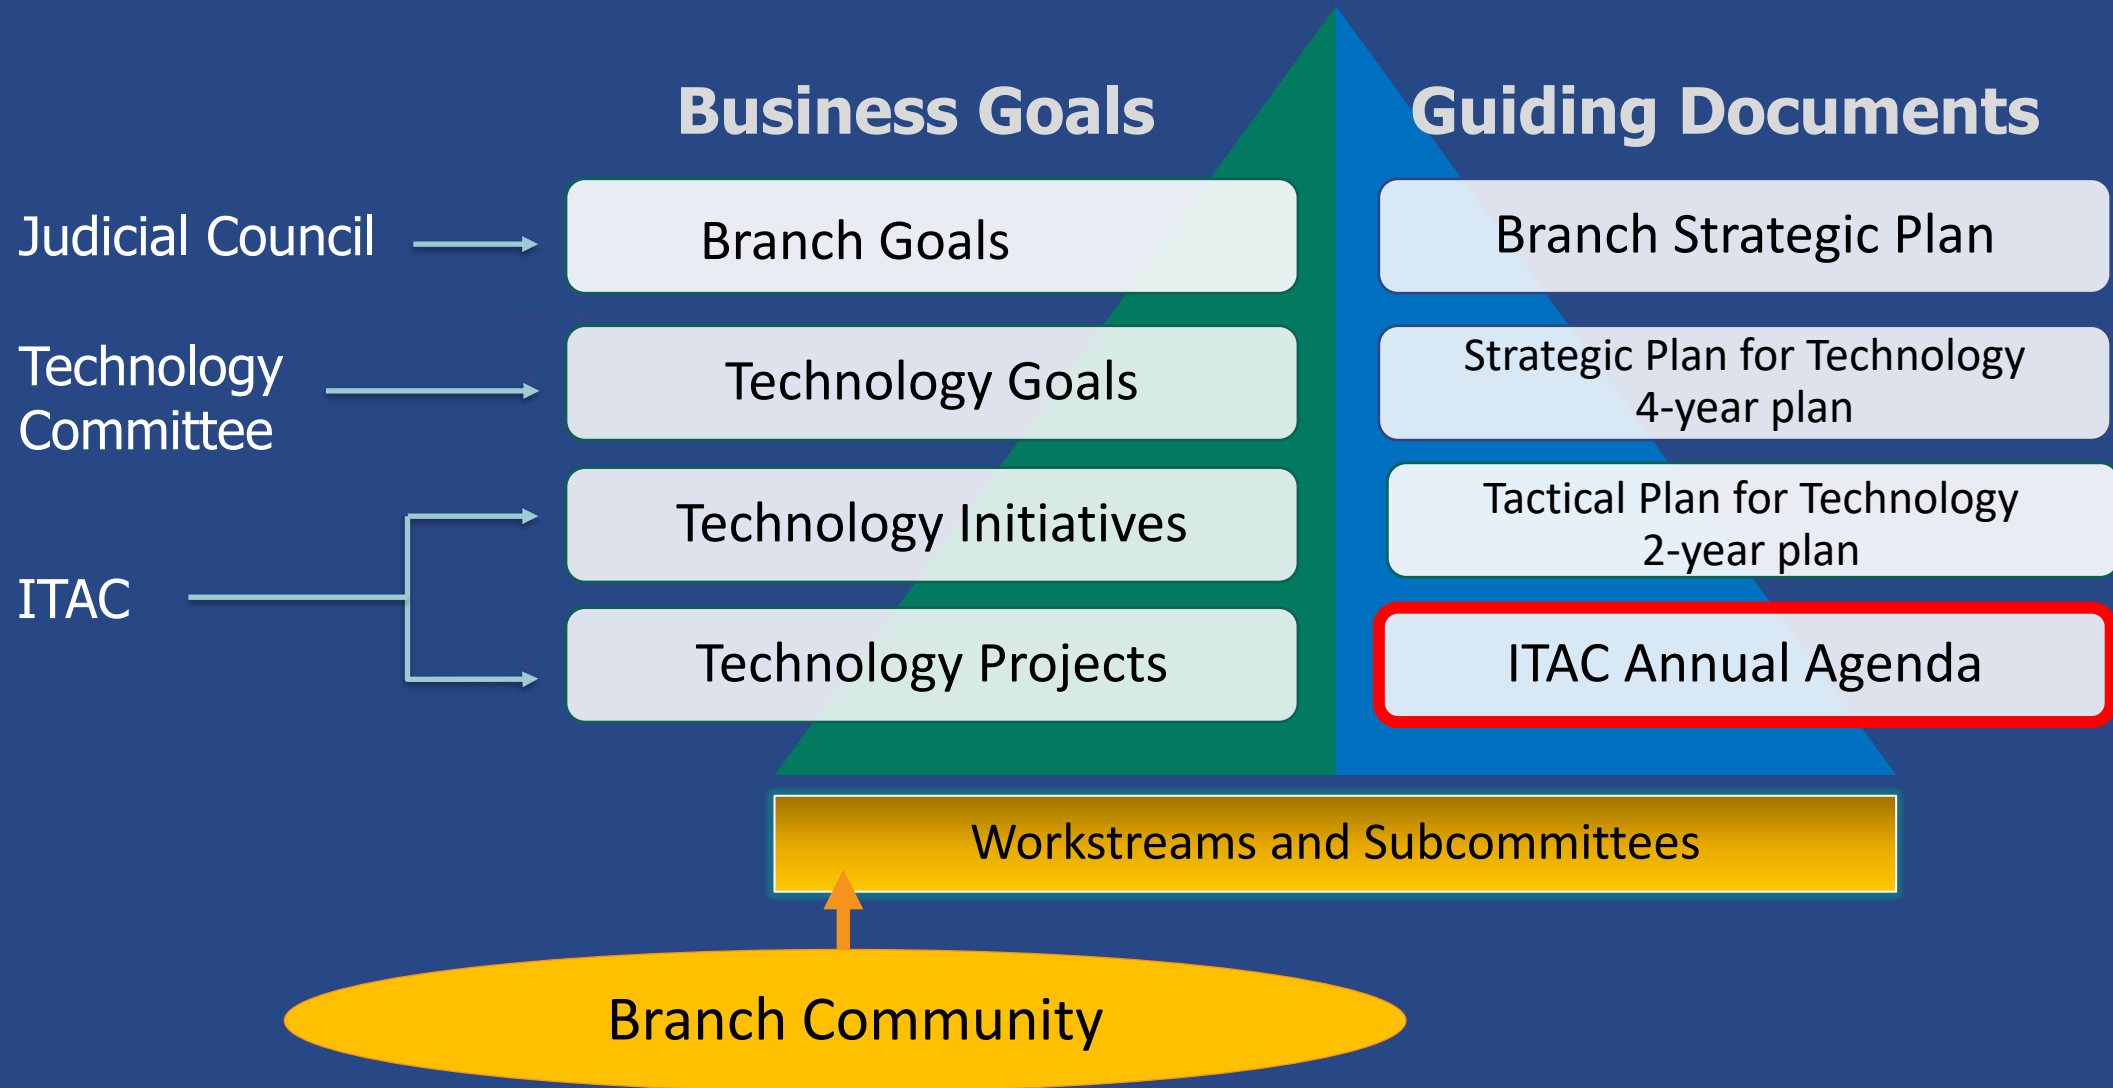 Business Goals
Guiding Documents
Judicial Council
Branch Goals
Branch Strategic Plan
Technology
Committee
Technology Goals
Strategic Plan for Technology
4-year plan
ITAC
Technology Initiatives
Tactical Plan for Technology
2-year plan
Technology Projects
ITAC Annual Agenda
Workstreams and Subcommittees
Branch Community